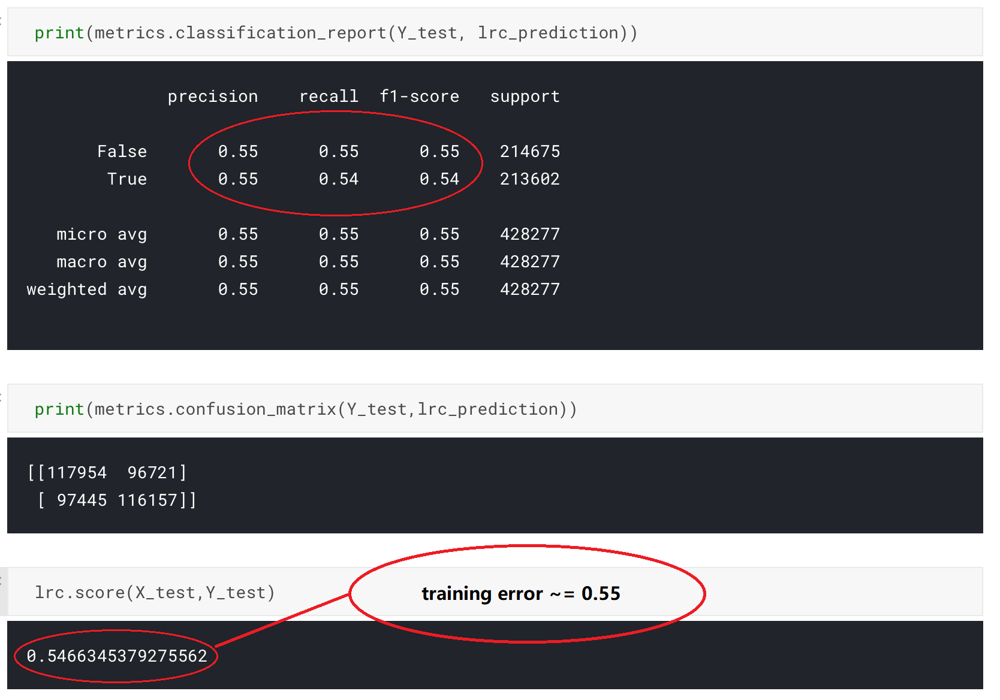 print(metrics.classification_report(Y_test, lrc_prediction))
precision recall f1-score support
False 0.55 0.55 0.55 214675
True 0.55 0.54 0.54 213602
micro avg 0.55 0.55 0.55 428277
macro avg 0.55 0.55 0.55 428277
weighted avg 0.55 0.55 0.55 428277
print(metrics.confusion_matrix(Y_test,lrc_prediction))
[[117954 96721]
[ 97445 116157]]
lrc.score(X_test,Y_test)
training error ~= 0.55
0.5466345379275562